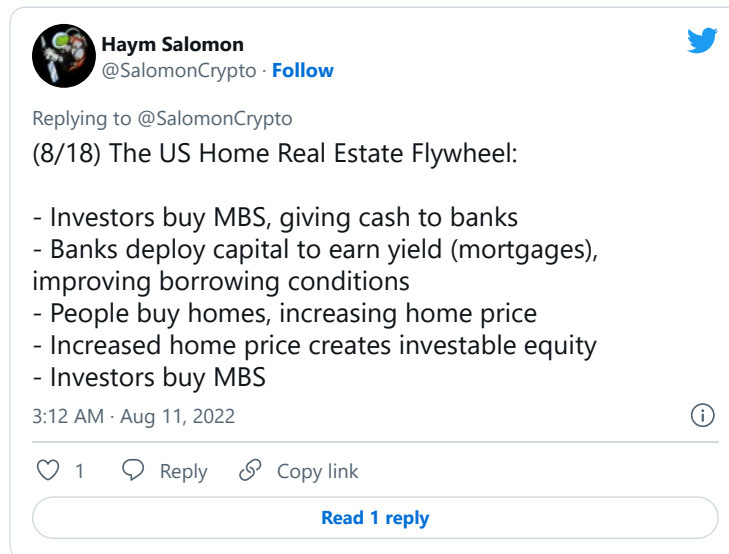 Haym Salomon
@SalomonCrypto · Follow
Replying to @SalomonCrypto
(8/18) The US Home Real Estate Flywheel:
- Investors buy MBS, giving cash to banks
- Banks deploy capital to earn yield (mortgages),
improving borrowing conditions
- People buy homes, increasing home price
- Increased home price creates investable equity
- Investors buy MBS
3:12 AM · Aug 11, 2022
1 Reply Copy link
Read 1 reply